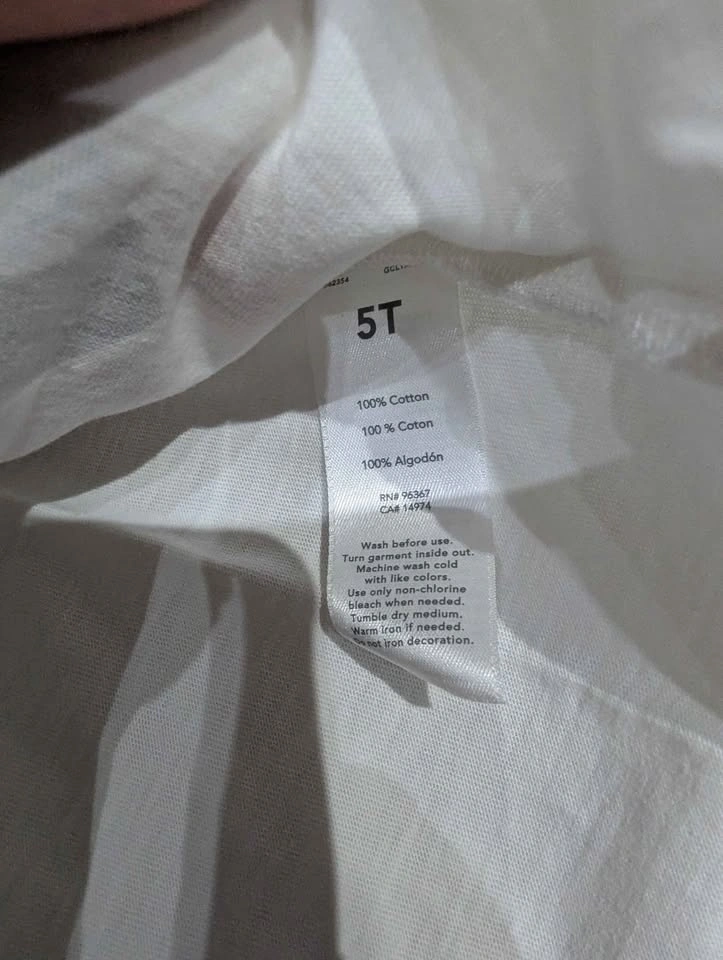 5T
100% Cotton
100 % Coton
100% Algodón
RN# 96367
CA# 14974
Wash before use.
Turn garment inside out.
Machine wash cold
with like colors.
Use only non-chlorine
bleach when needed.
Tumble dry medium.
Warm iron if needed.
not iron decoration.